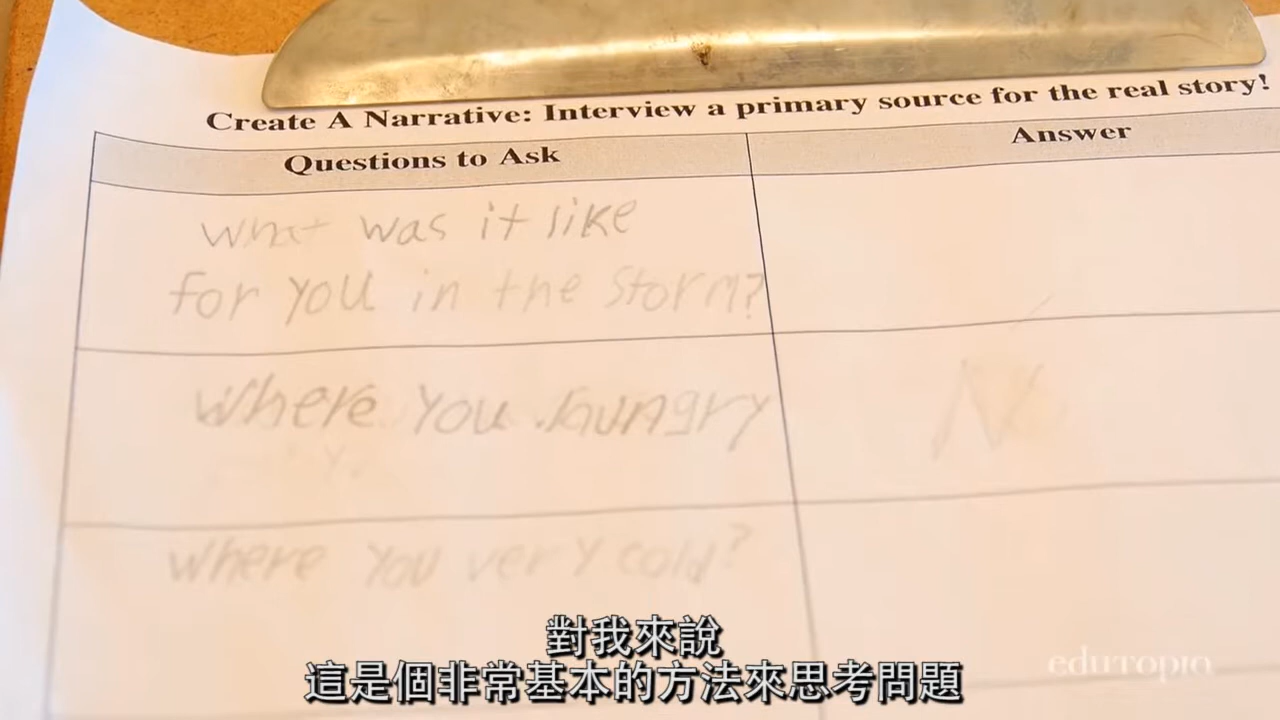 Create A Narrative: Interview a primary source for the real story!
Questions to Ask
Answer
what was it like
for you in the storm?
where you hungry
No
where you very cold?
對我來說
這是個非常基本的方法來思考問題
edutopia